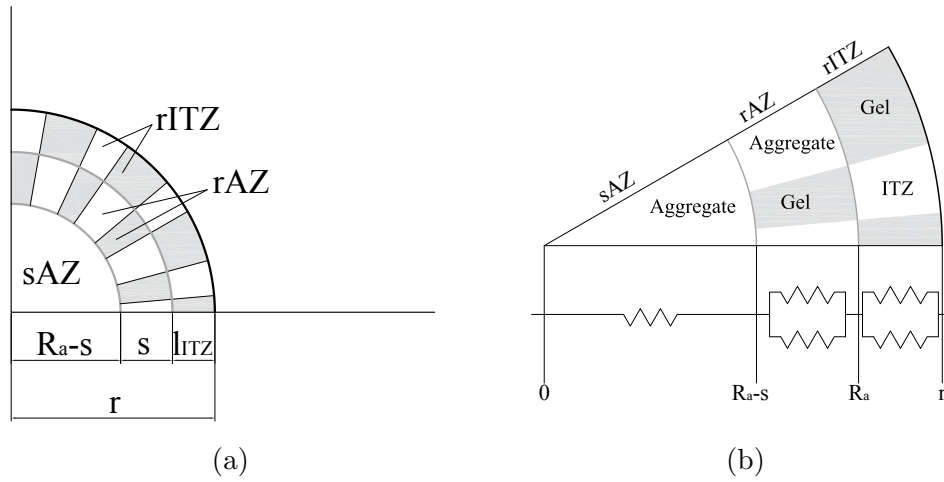 rITZ
rAZ
sAZ
Ra-s
s
lITZ
r
(a)
rITZ
rAZ
sAZ
Gel
Aggregate
ITZ
Gel
Aggregate
0
Ra-s
Ra
r
(b)